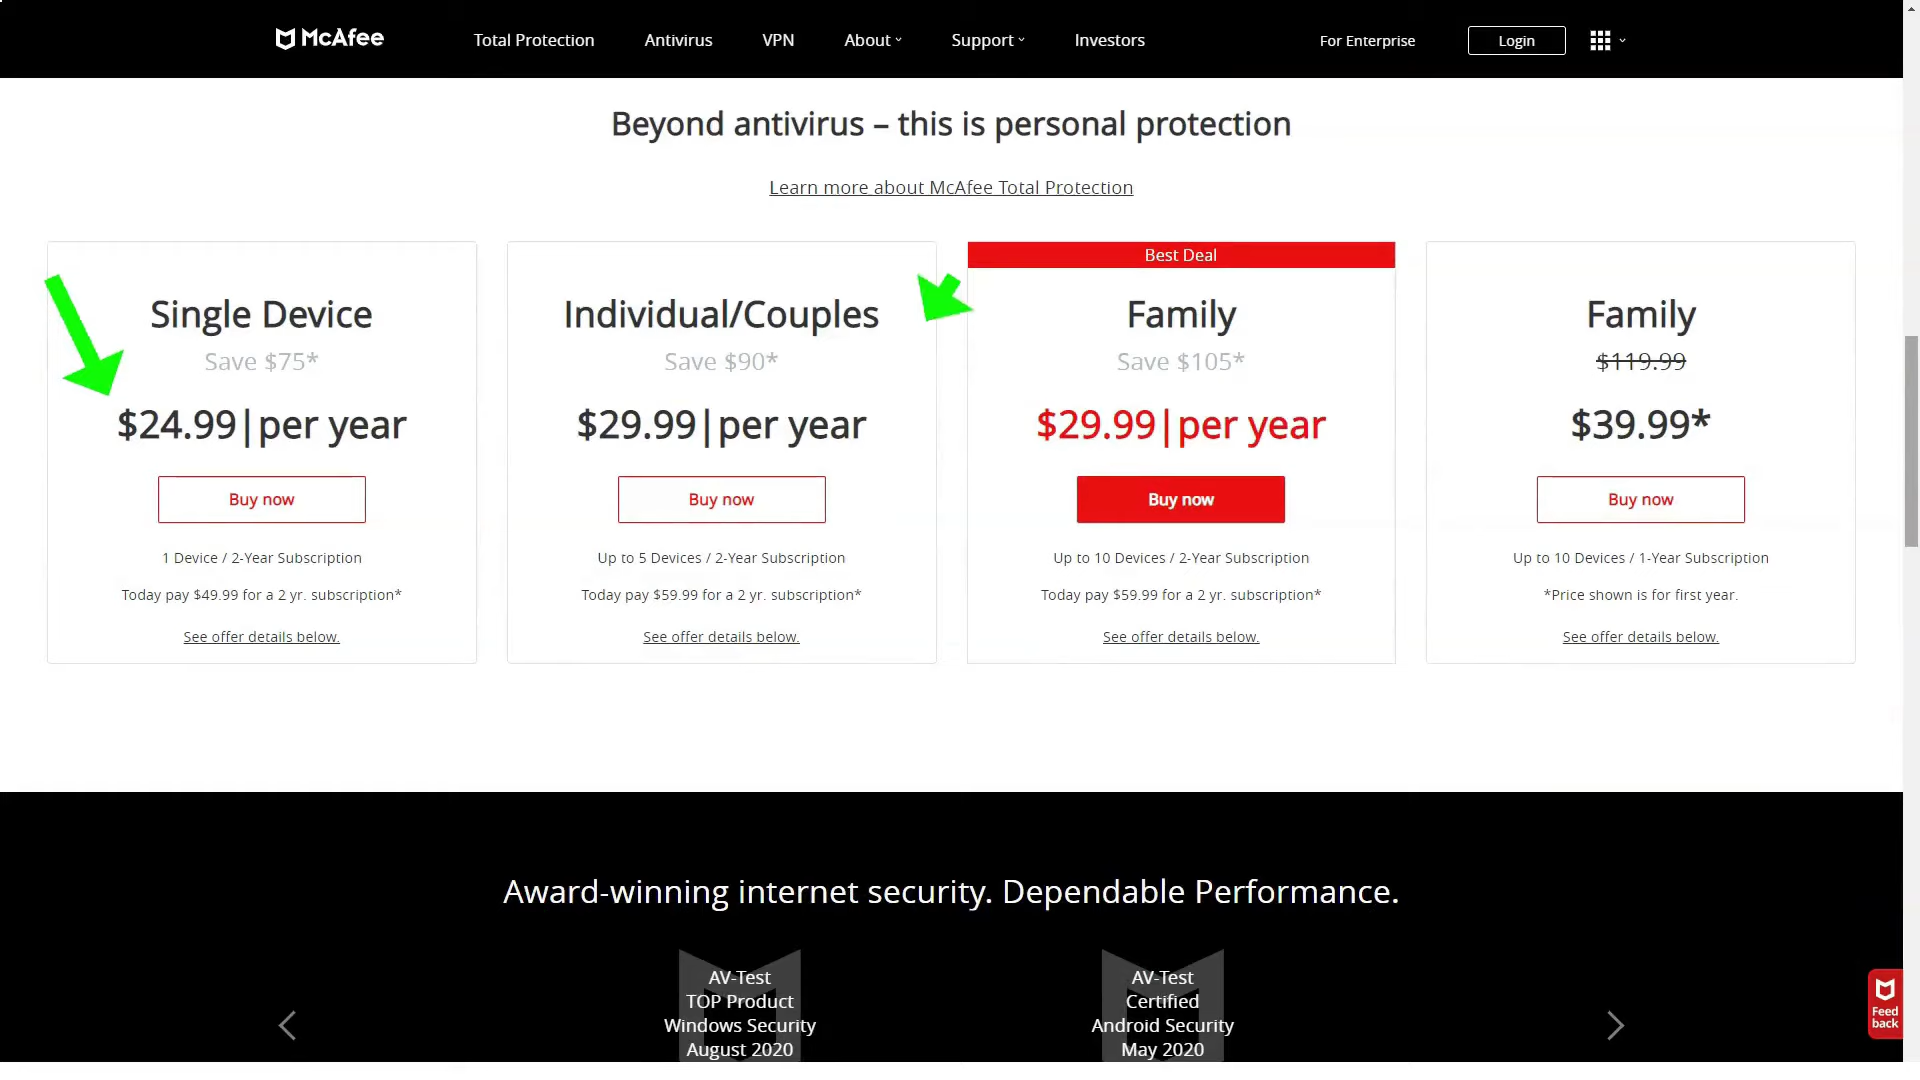 McAfee
Total Protection
Antivirus
VPN
About
Support
Investors
For Enterprise
Login
Beyond antivirus – this is personal protection
Learn more about McAfee Total Protection
Single Device
Save $75*
$24.99|per year
Buy now
1 Device / 2-Year Subscription
Today pay $49.99 for a 2 yr. subscription*
See offer details below.
Individual/Couples
Save $90*
$29.99|per year
Buy now
Up to 5 Devices / 2-Year Subscription
Today pay $59.99 for a 2 yr. subscription*
See offer details below.
Best Deal
Family
Save $105*
$29.99|per year
Buy now
Up to 10 Devices / 2-Year Subscription
Today pay $59.99 for a 2 yr. subscription*
See offer details below.
Family
$119.99
$39.99*
Buy now
Up to 10 Devices / 1-Year Subscription
*Price shown is for first year.
See offer details below.
Award-winning internet security. Dependable Performance.
AV-Test
TOP Product
Windows Security
August 2020
AV-Test
Certified
Android Security
May 2020
Feed
back